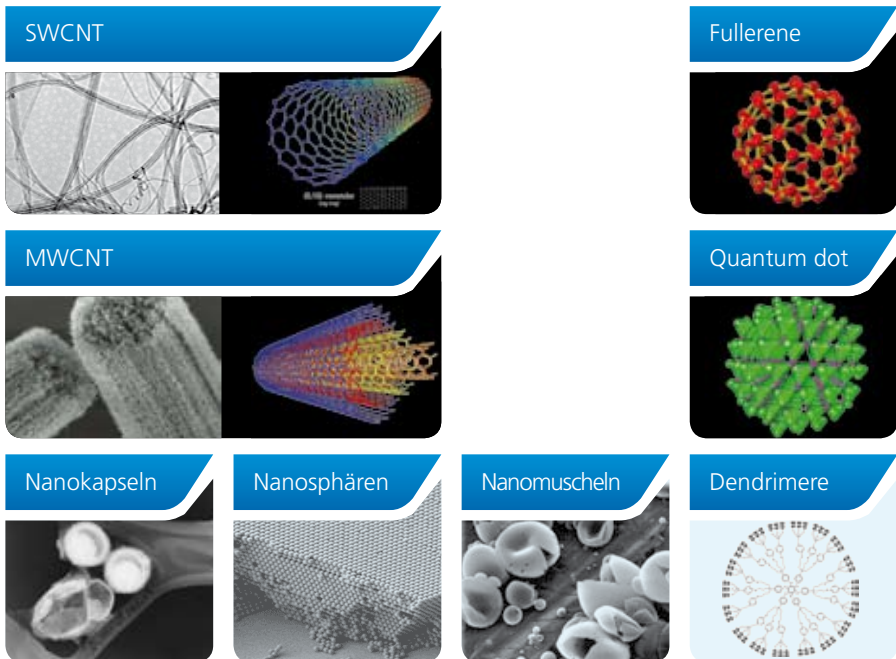 SWCNT
Fullerene
MWCNT
Quantum dot
Nanokapseln
Nanosphären
Nanomuscheln
Dendrimere